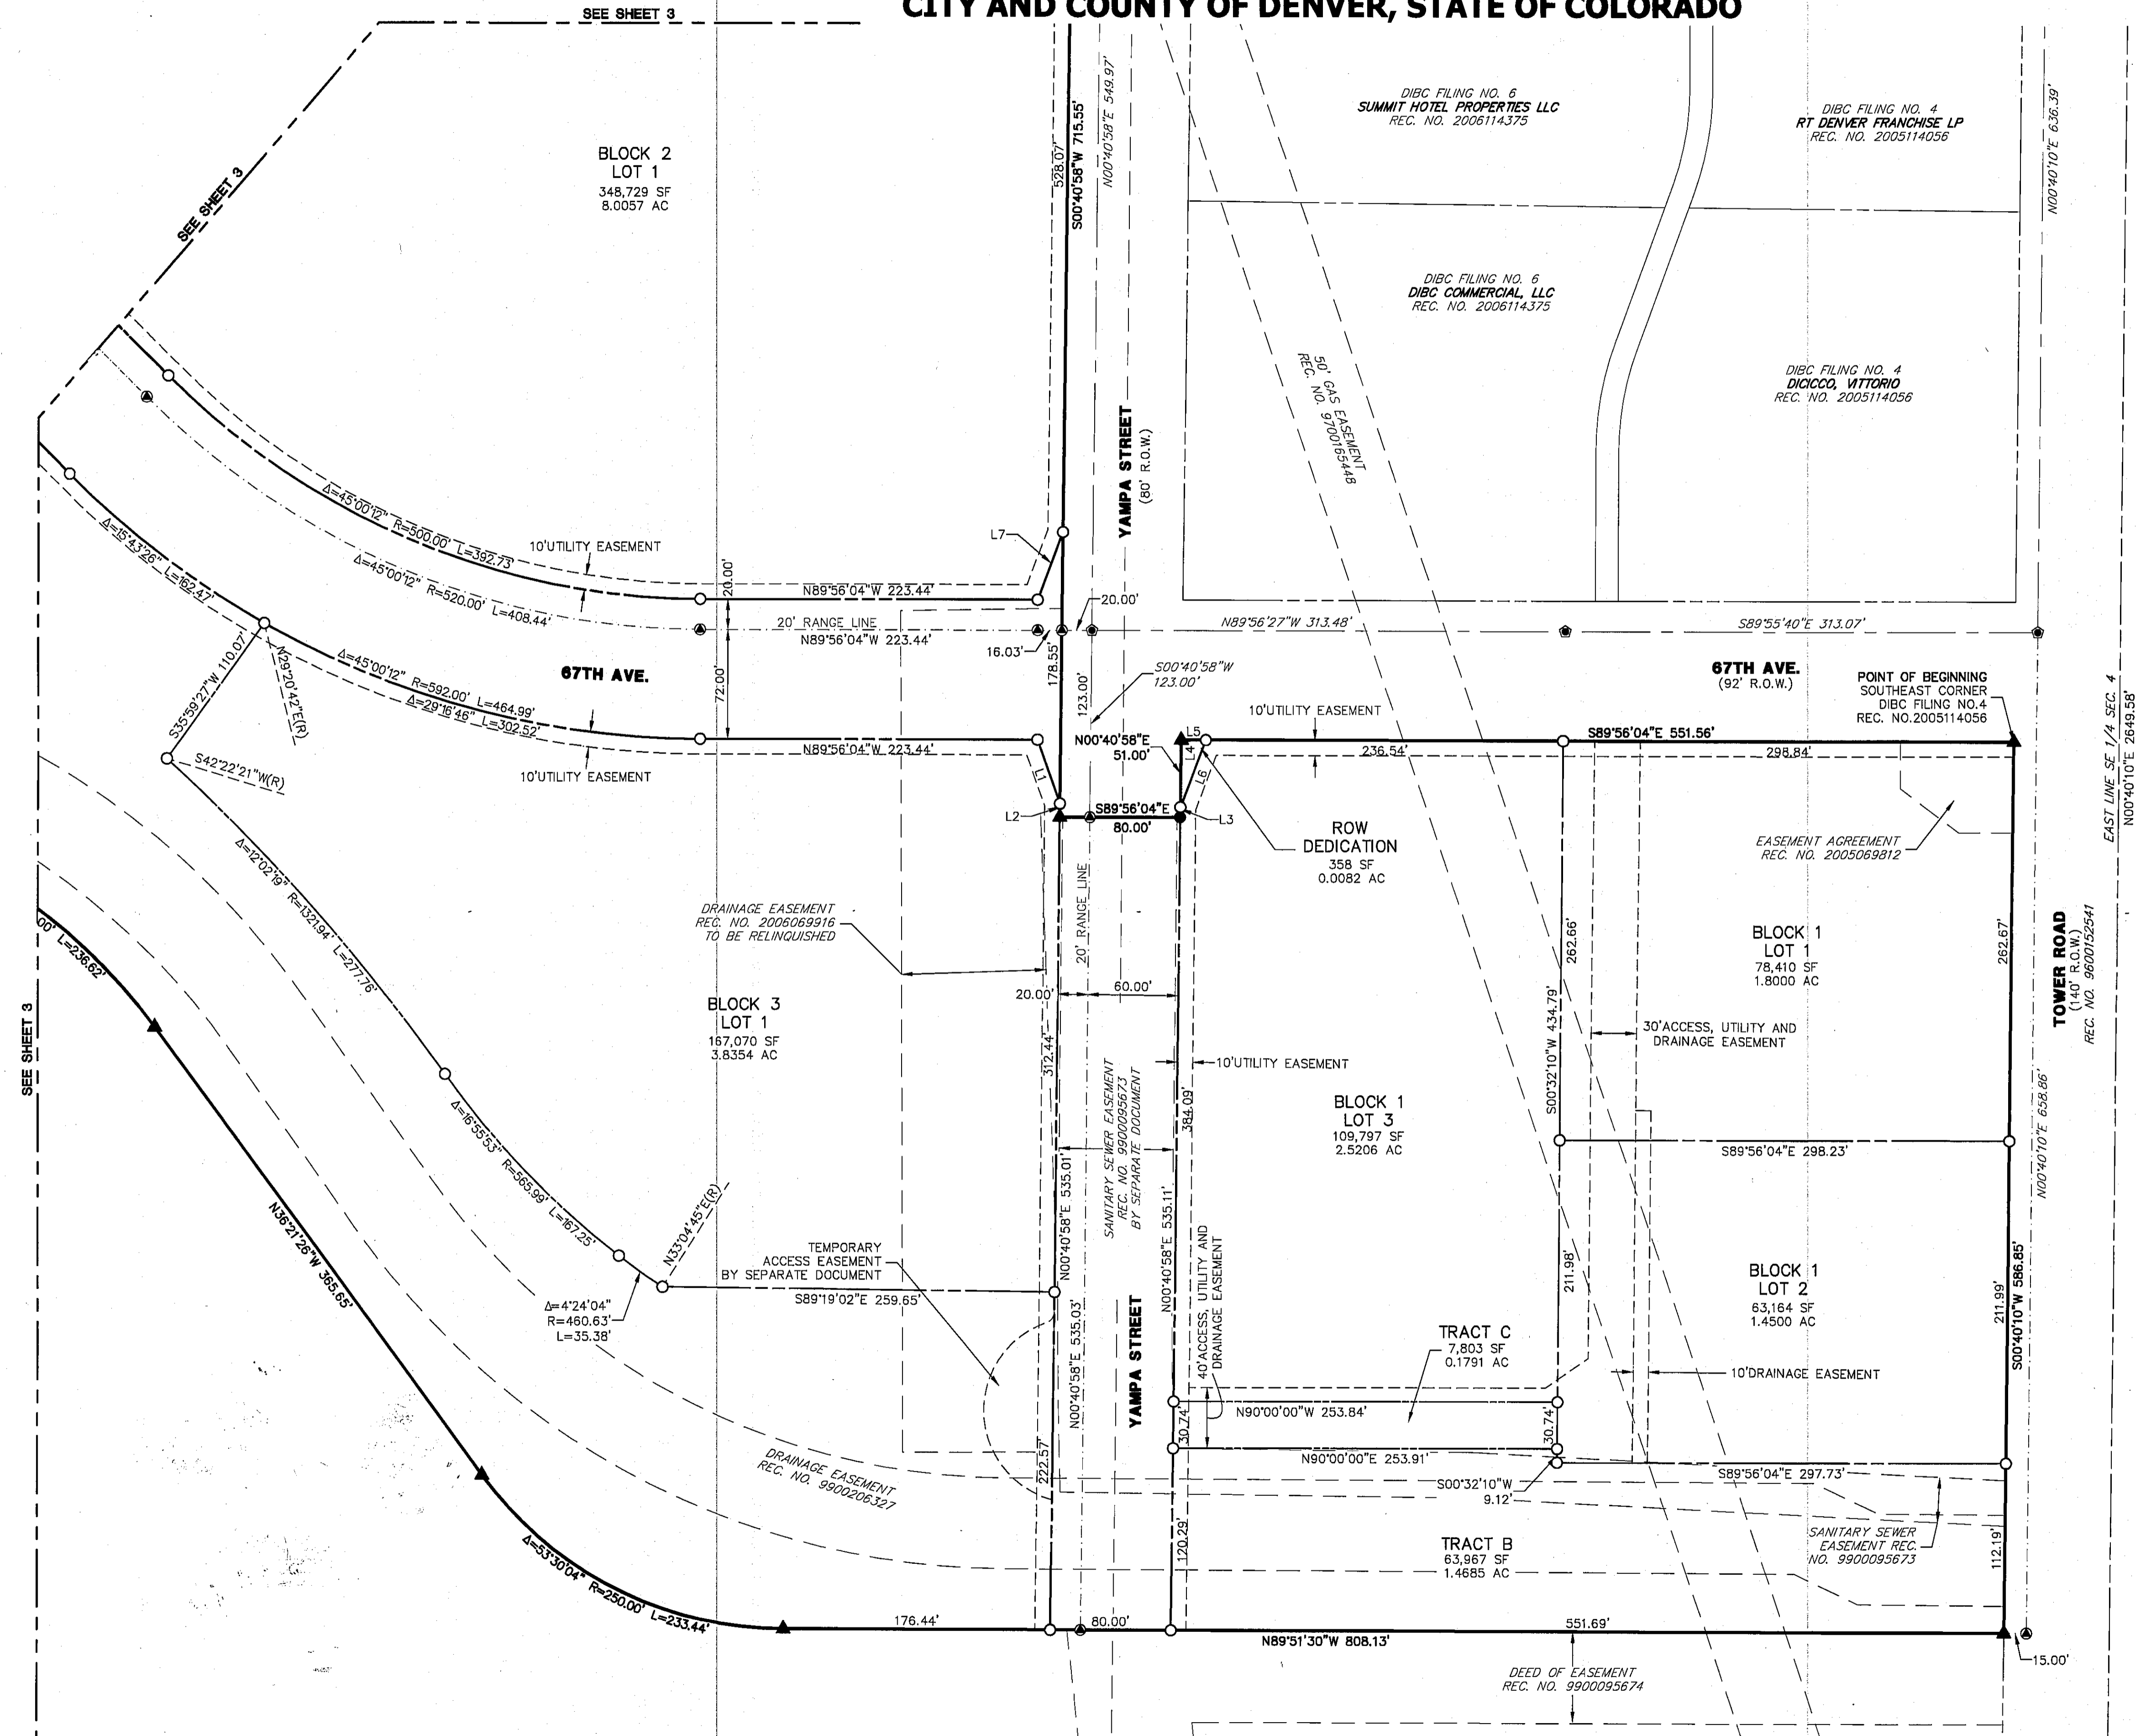 CITY AND COUNTY OF DENVER, STATE OF COLORADO
SEE SHEET 3
SEE SHEET 3
BLOCK 2
LOT 1
348,729 SF
8.0057 AC
528.07'
S00°40'58"W 715.55'
N00°40'58"E 549.97'
DIBC FILING NO. 6
SUMMIT HOTEL PROPERTIES LLC
REC. NO. 2006114375
DIBC FILING NO. 4
RT DENVER FRANCHISE LP
REC. NO. 2005114056
N00°40'10"E 636.39'
DIBC FILING NO. 6
DIBC COMMERCIAL, LLC
REC. NO. 2006114375
DIBC FILING NO. 4
DICICCO, VITTORIO
REC. NO. 2005114056
50' GAS EASEMENT
REC. NO. 9700165448
YAMPA STREET
(80' R.O.W.)
Δ=45°00'12" R=500.00' L=392.73'
10'UTILITY EASEMENT
Δ=45°00'12" R=520.00' L=408.44'
Δ=15°43'26" L=162.47'
L7
20.00'
N89°56'04"W 223.44'
20' RANGE LINE
N89°56'04"W 223.44'
20.00'
16.03'
N89°56'27"W 313.48'
S89°55'40"E 313.07'
S35°59'27"W 110.07'
N29°20'42"E(R)
Δ=45°00'12" R=592.00' L=464.99'
Δ=29°16'46" L=302.52'
67TH AVE.
72.00'
178.55'
123.00'
S00°40'58"W
123.00'
67TH AVE.
(92' R.O.W.)
POINT OF BEGINNING
SOUTHEAST CORNER
DIBC FILING NO.4
REC. NO.2005114056
EAST LINE SE 1/4 SEC. 4
N00°40'10"E 2649.58'
S42°22'21"W(R)
10'UTILITY EASEMENT
N89°56'04"W 223.44'
L1
L2
N00°40'58"E
51.00'
L4
L5
L6
L3
10'UTILITY EASEMENT
236.54'
S89°56'04"E 551.56'
298.84'
S89°56'04"E
80.00'
ROW
DEDICATION
358 SF
0.0082 AC
EASEMENT AGREEMENT
REC. NO. 2005069812
Δ=12°02'19" R=1321.94' L=277.76'
DRAINAGE EASEMENT
REC. NO. 2006069916
TO BE RELINQUISHED
20' RANGE LINE
00' L=236.62'
SEE SHEET 3
BLOCK 3
LOT 1
167,070 SF
3.8354 AC
20.00'
60.00'
312.44'
10'UTILITY EASEMENT
262.66'
BLOCK 1
LOT 1
78,410 SF
1.8000 AC
262.67'
TOWER ROAD
(140' R.O.W.)
REC. NO. 9600152541
S00°32'10"W 434.79'
30'ACCESS, UTILITY AND
DRAINAGE EASEMENT
BLOCK 1
LOT 3
109,797 SF
2.5206 AC
384.09'
SANITARY SEWER EASEMENT
REC. NO. 9900095673
BY SEPARATE DOCUMENT
N00°40'10"E 658.86'
S89°56'04"E 298.23'
Δ=16°55'53" R=565.99' L=167.25'
N33°04'45"E(R)
N36°21'26"W 365.65'
N00°40'58"E 535.01'
N00°40'58"E 535.11'
TEMPORARY
ACCESS EASEMENT
BY SEPARATE DOCUMENT
S89°19'02"E 259.65'
Δ=4°24'04"
R=460.63'
L=35.38'
40'ACCESS, UTILITY AND
DRAINAGE EASEMENT
211.98'
BLOCK 1
LOT 2
63,164 SF
1.4500 AC
211.99'
S00°40'10"W 586.85'
N00°40'58"E 535.03'
YAMPA STREET
TRACT C
7,803 SF
0.1791 AC
10'DRAINAGE EASEMENT
N90°00'00"W 253.84'
30.74'
30.74'
N90°00'00"E 253.91'
S89°56'04"E 297.73'
S00°32'10"W
9.12'
DRAINAGE EASEMENT
REC. NO. 9900206327
222.57'
120.29'
TRACT B
63,967 SF
1.4685 AC
SANITARY SEWER
EASEMENT REC.
NO. 9900095673
112.19'
Δ=53°30'04" R=250.00' L=233.44'
176.44'
80.00'
N89°51'30"W 808.13'
551.69'
15.00'
DEED OF EASEMENT
REC. NO. 9900095674